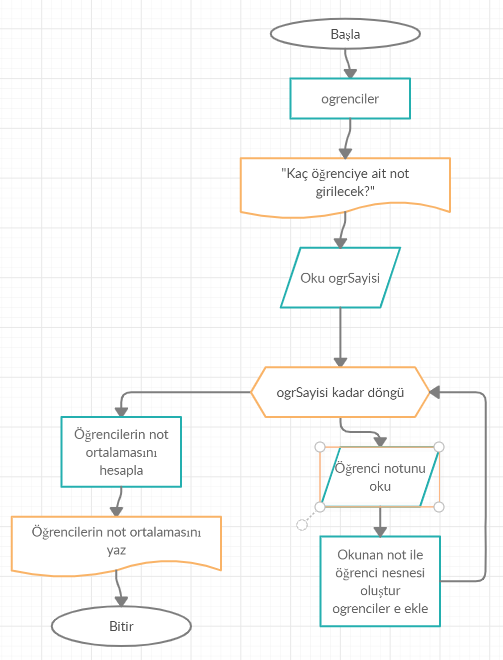 Başla
ogrenciler
"Kaç öğrenciye ait not
girilecek?"
Oku ogrSayisi
ogrSayisi kadar döngü
Öğrencilerin not
ortalamasını
hesapla
Öğrenci notunu
oku
Öğrencilerin not ortalamasını
yaz
Okunan not ile
öğrenci nesnesi
oluştur
ogrenciler e ekle
Bitir